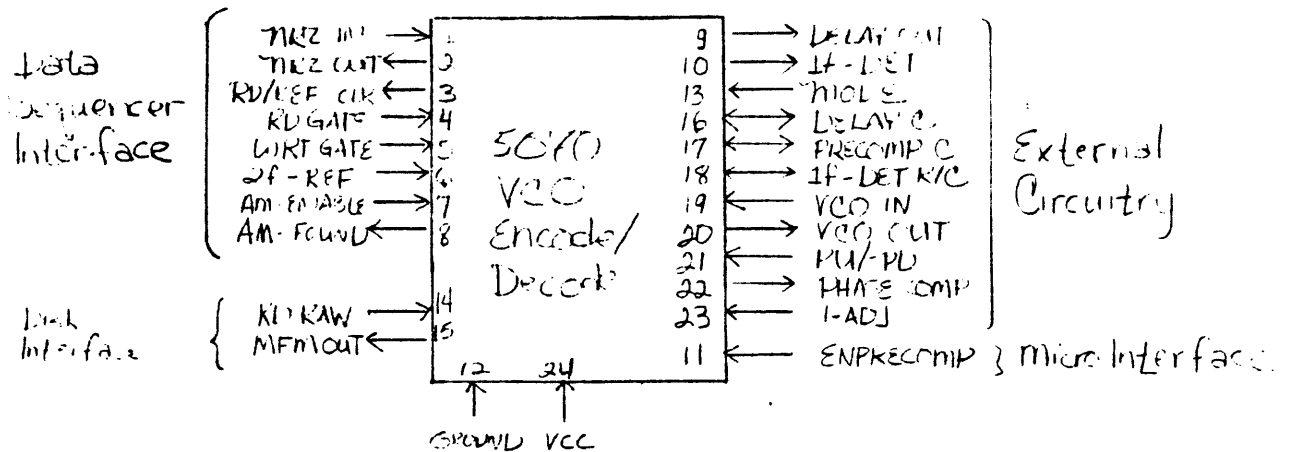 Data
Sequencer
Interface
NRZ IN 1
NRZ OUT 2
RD/REF CLK 3
RD GATE 4
WRT GATE 5
2f-REF 6
AM-ENABLE 7
AM-FOUND 8
RD RAW 14
MFMOUT 15
Disk
Interface
5070
VCO
Encode/
Decode
9 DELAY OUT
10 1f-DET
13 MODE
16 DELAY C
17 PRECOMP C
18 1f-DET R/C
19 VCO IN
20 VCO OUT
21 PU/-PD
22 PHASE COMP
23 I-ADJ
11 ENPRECOMP } Micro Interface
External
Circuitry
12 24
GROUND VCC